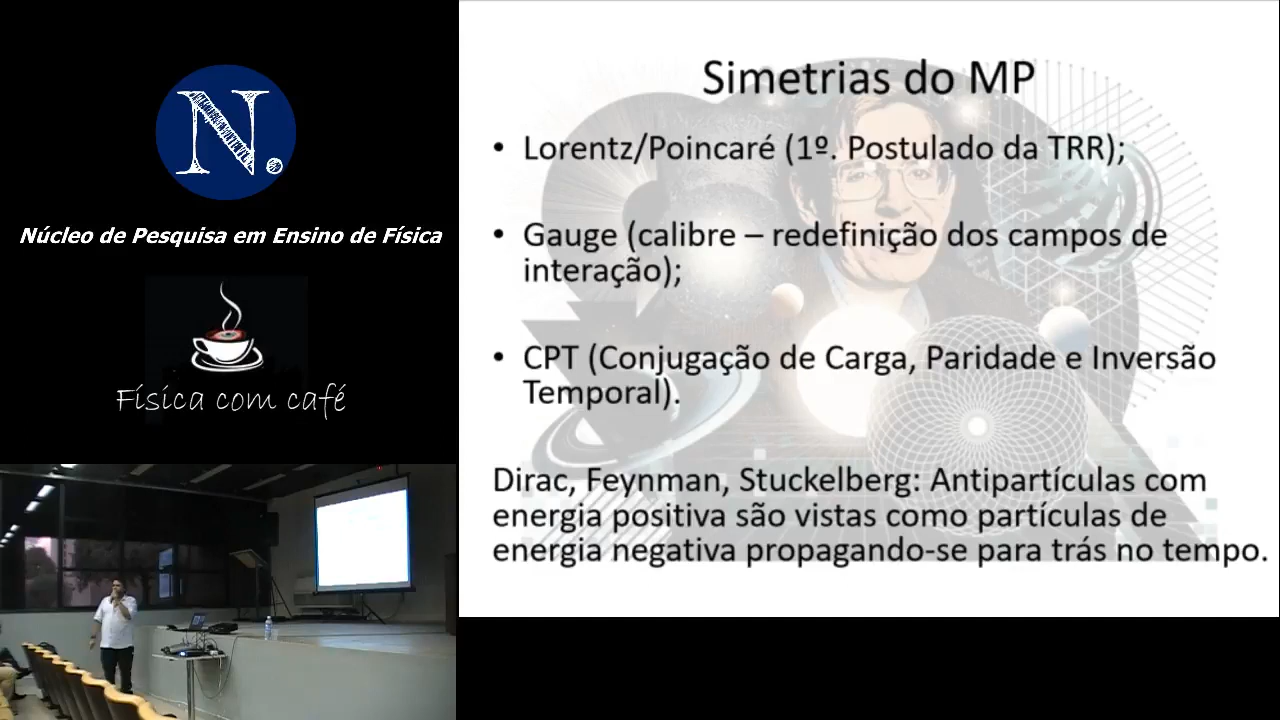 N.
Núcleo de Pesquisa em Ensino de Física
Física com café
Simetrias do MP
• Lorentz/Poincaré (1º. Postulado da TRR);
• Gauge (calibre – redefinição dos campos de
interação);
• CPT (Conjugação de Carga, Paridade e Inversão
Temporal).
Dirac, Feynman, Stuckelberg: Antipartículas com
energia positiva são vistas como partículas de
energia negativa propagando-se para trás no tempo.